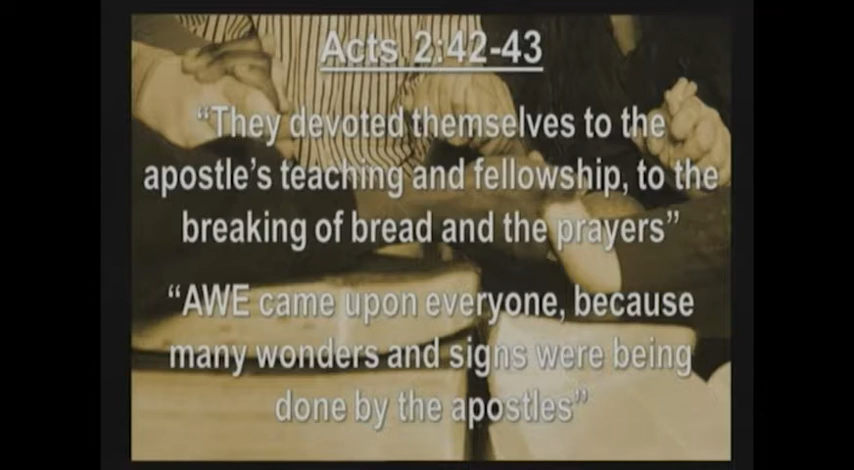 Acts 2:42-43
“They devoted themselves to the
apostle’s teaching and fellowship, to the
breaking of bread and the prayers”
“AWE came upon everyone, because
many wonders and signs were being
done by the apostles”